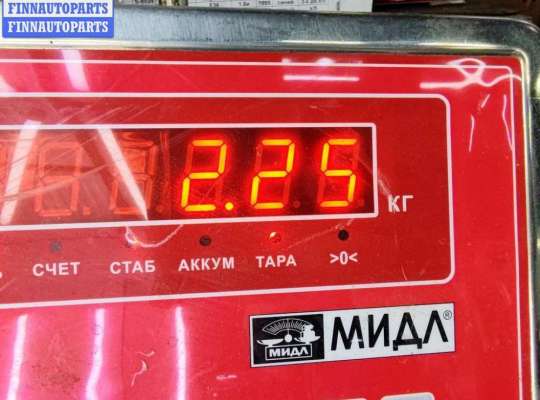 FINNAUTOPARTS
FINNAUTOPARTS
2.25 КГ
СЧЕТ СТАБ АККУМ ТАРА >0<
МИДЛ МИДЛ®